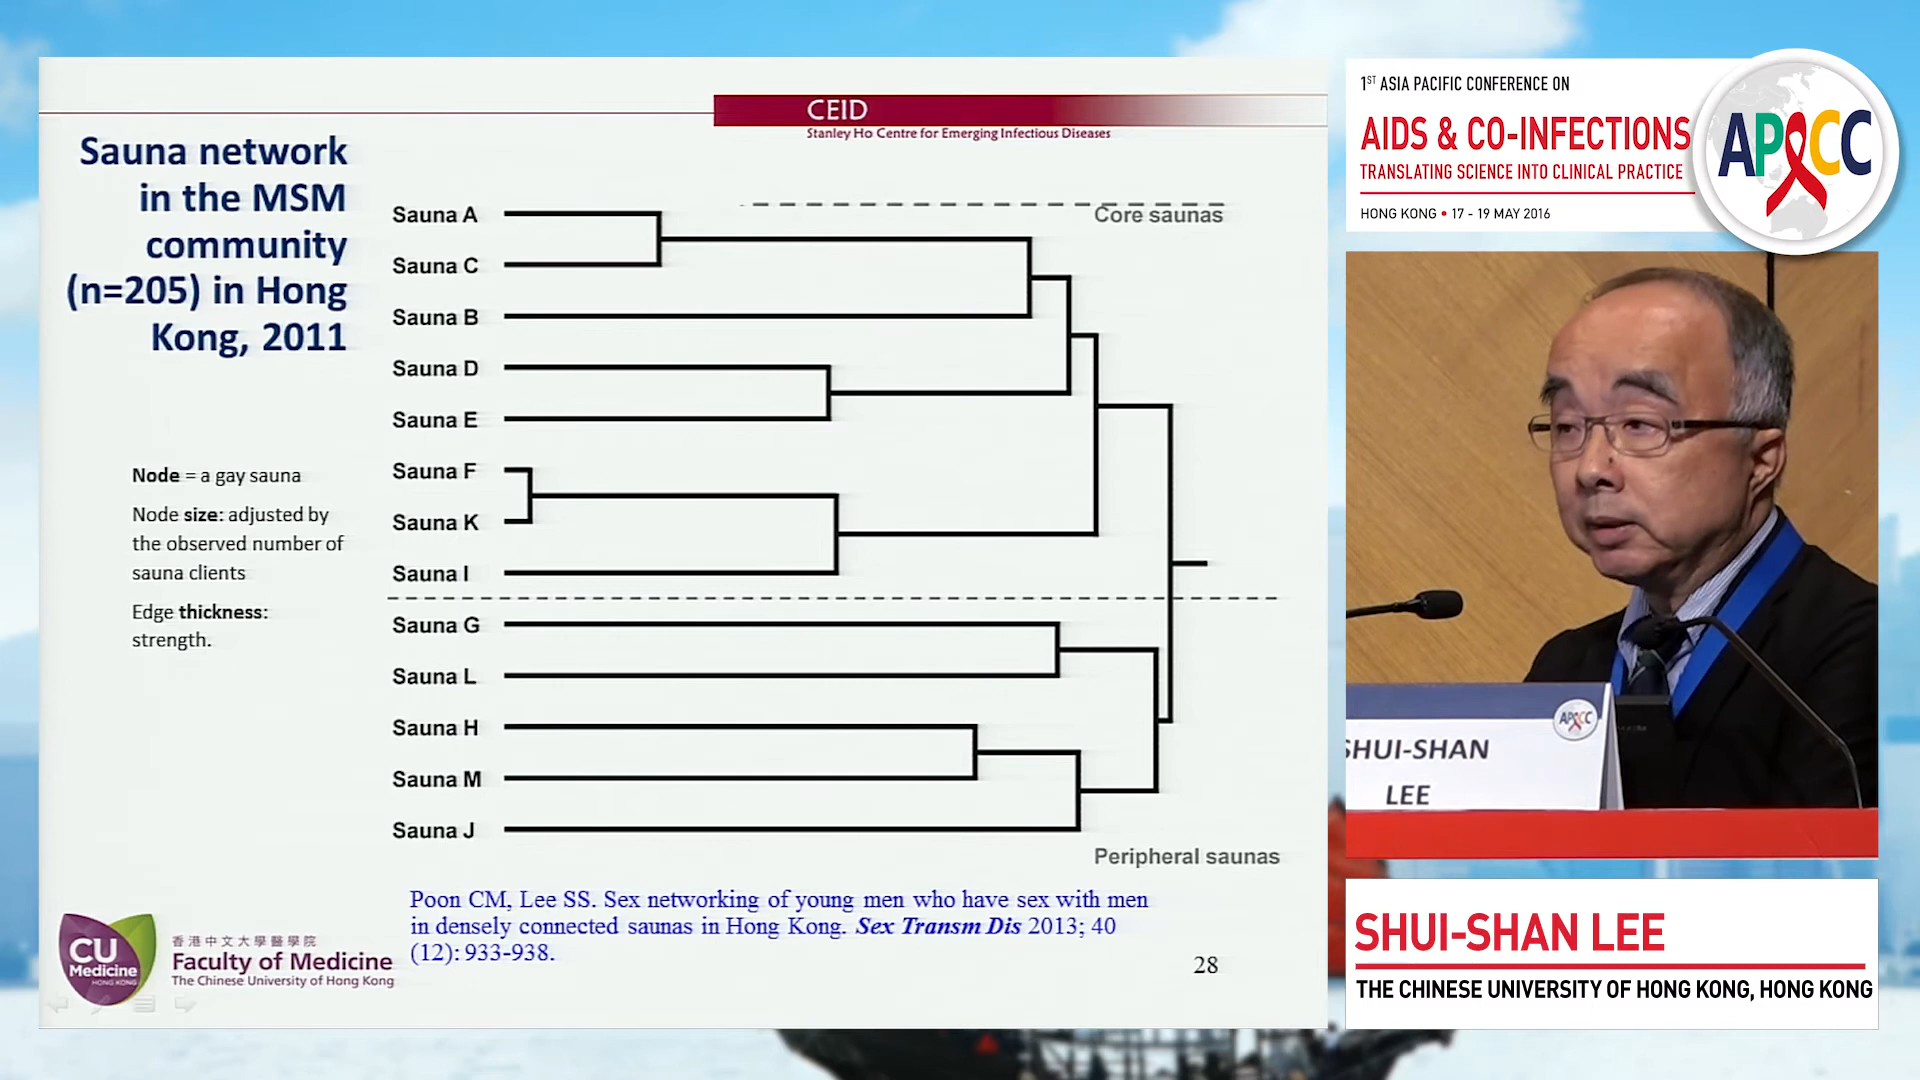 CEID
Stanley Ho Centre for Emerging Infectious Diseases
Sauna network
in the MSM
community
(n=205) in Hong
Kong, 2011
Node = a gay sauna
Node size: adjusted by
the observed number of
sauna clients
Edge thickness:
strength.
Core saunas
Sauna A
Sauna C
Sauna B
Sauna D
Sauna E
Sauna F
Sauna K
Sauna I
Sauna G
Sauna L
Sauna H
Sauna M
Sauna J
Peripheral saunas
Poon CM, Lee SS. Sex networking of young men who have sex with men
in densely connected saunas in Hong Kong. Sex Transm Dis 2013; 40
(12): 933-938.
28
CU
Medicine
HONG KONG
香港中文大學醫學院
Faculty of Medicine
The Chinese University of Hong Kong
1ST ASIA PACIFIC CONFERENCE ON
AIDS & CO-INFECTIONS
TRANSLATING SCIENCE INTO CLINICAL PRACTICE
HONG KONG • 17 - 19 MAY 2016
APACC
APACC
SHUI-SHAN
LEE
SHUI-SHAN LEE
THE CHINESE UNIVERSITY OF HONG KONG, HONG KONG